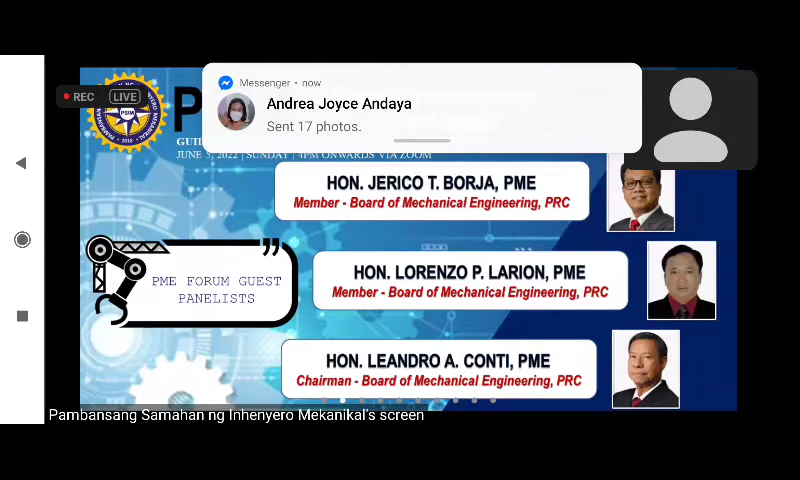 REC LIVE
Messenger • now
Andrea Joyce Andaya
Sent 17 photos.
PSIM
2018
P
GUI
JUNE 5, 2022 | SUNDAY | 4PM ONWARDS VIA ZOOM
HON. JERICO T. BORJA, PME
Member - Board of Mechanical Engineering, PRC
PME FORUM GUEST
PANELISTS
HON. LORENZO P. LARION, PME
Member - Board of Mechanical Engineering, PRC
HON. LEANDRO A. CONTI, PME
Chairman - Board of Mechanical Engineering, PRC
Pambansang Samahan ng Inhenyero Mekanikal's screen